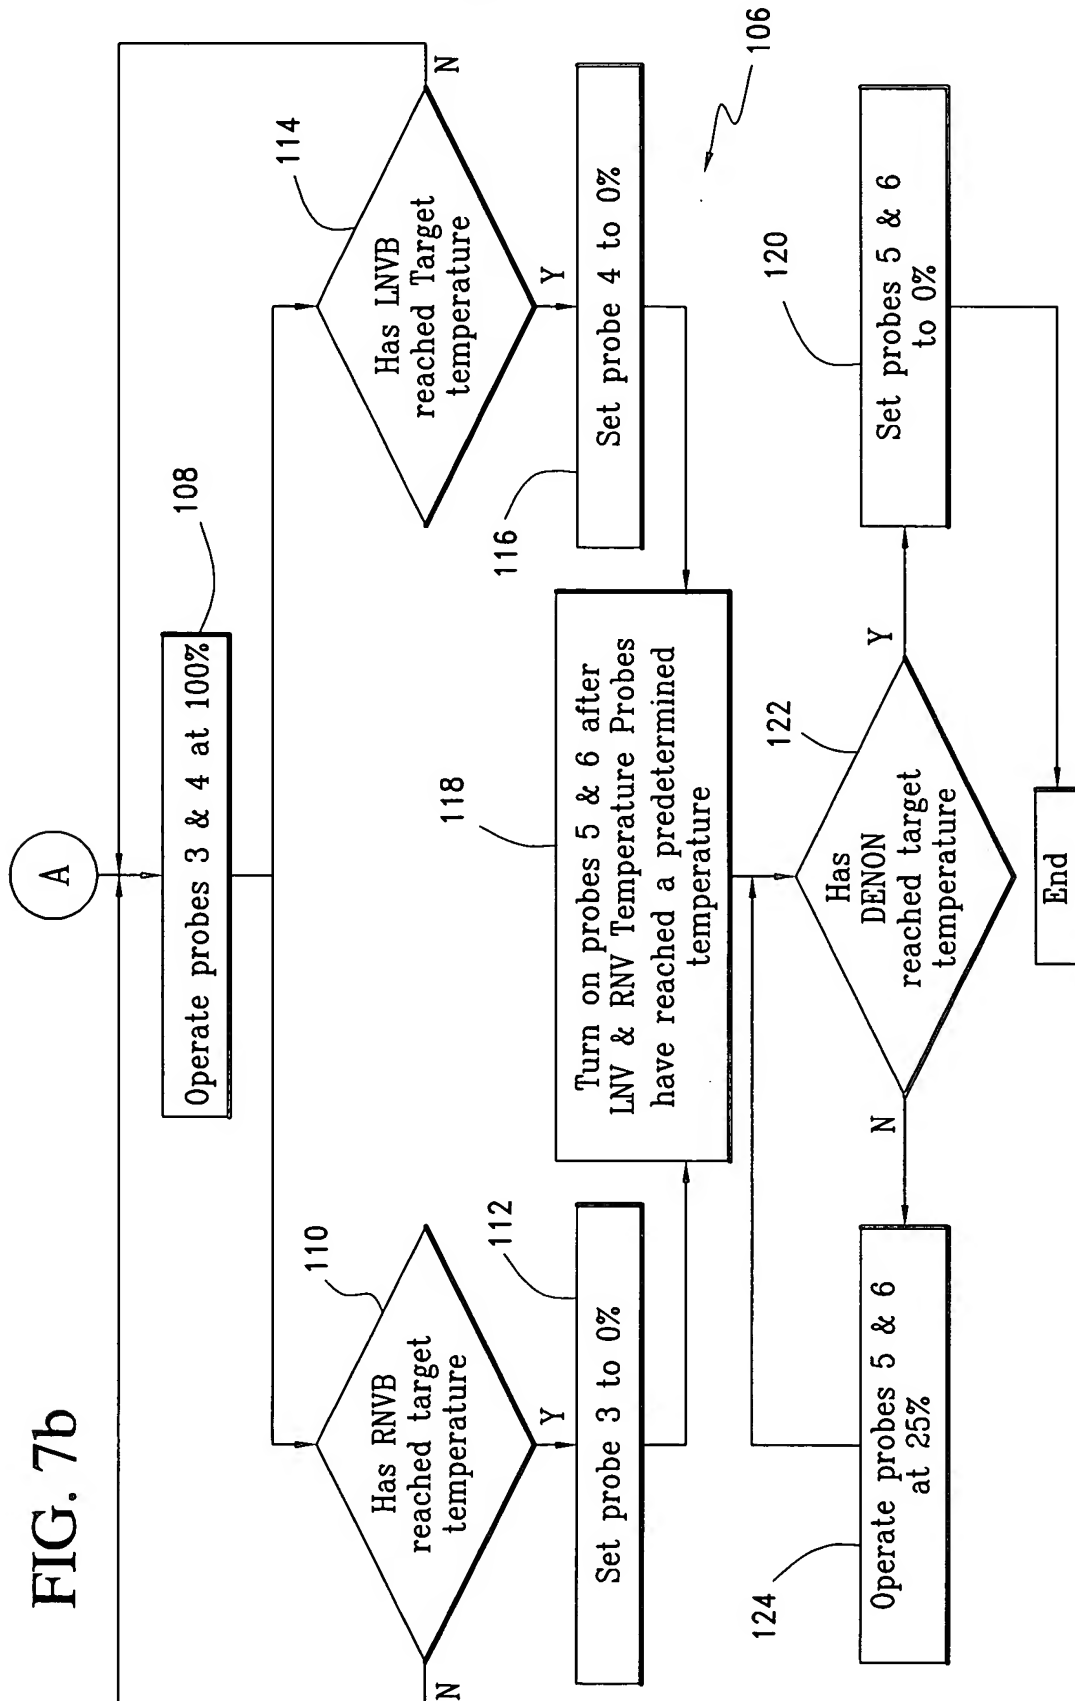 FIG. 7b
A
Operate probes 3 & 4 at 100%
108
Has RNVB
reached target
temperature
110
N
Y
Has LNVB
reached Target
temperature
114
N
Y
Set probe 3 to 0%
112
Set probe 4 to 0%
116
Turn on probes 5 & 6 after
LNV & RNV Temperature Probes
have reached a predetermined
temperature
118
106
Has
DENON
reached target
temperature
122
N
Y
Operate probes 5 & 6
at 25%
124
Set probes 5 & 6
to 0%
120
End